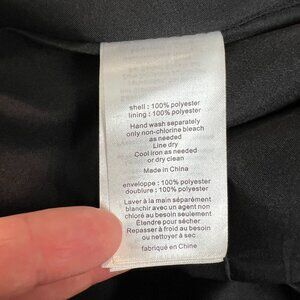 shell : 100% polyester
lining : 100% polyester
Hand wash separately
only non-chlorine bleach
as needed
Line dry
Cool iron as needed
or dry clean
Made in China
enveloppe : 100% polyester
doublure : 100% polyester
Laver à la main séparément
blanchir avec un agent non
chloré au besoin seulement
Étendre pour sécher
Repasser à froid au besoin
ou nettoyer à sec
fabriqué en Chine